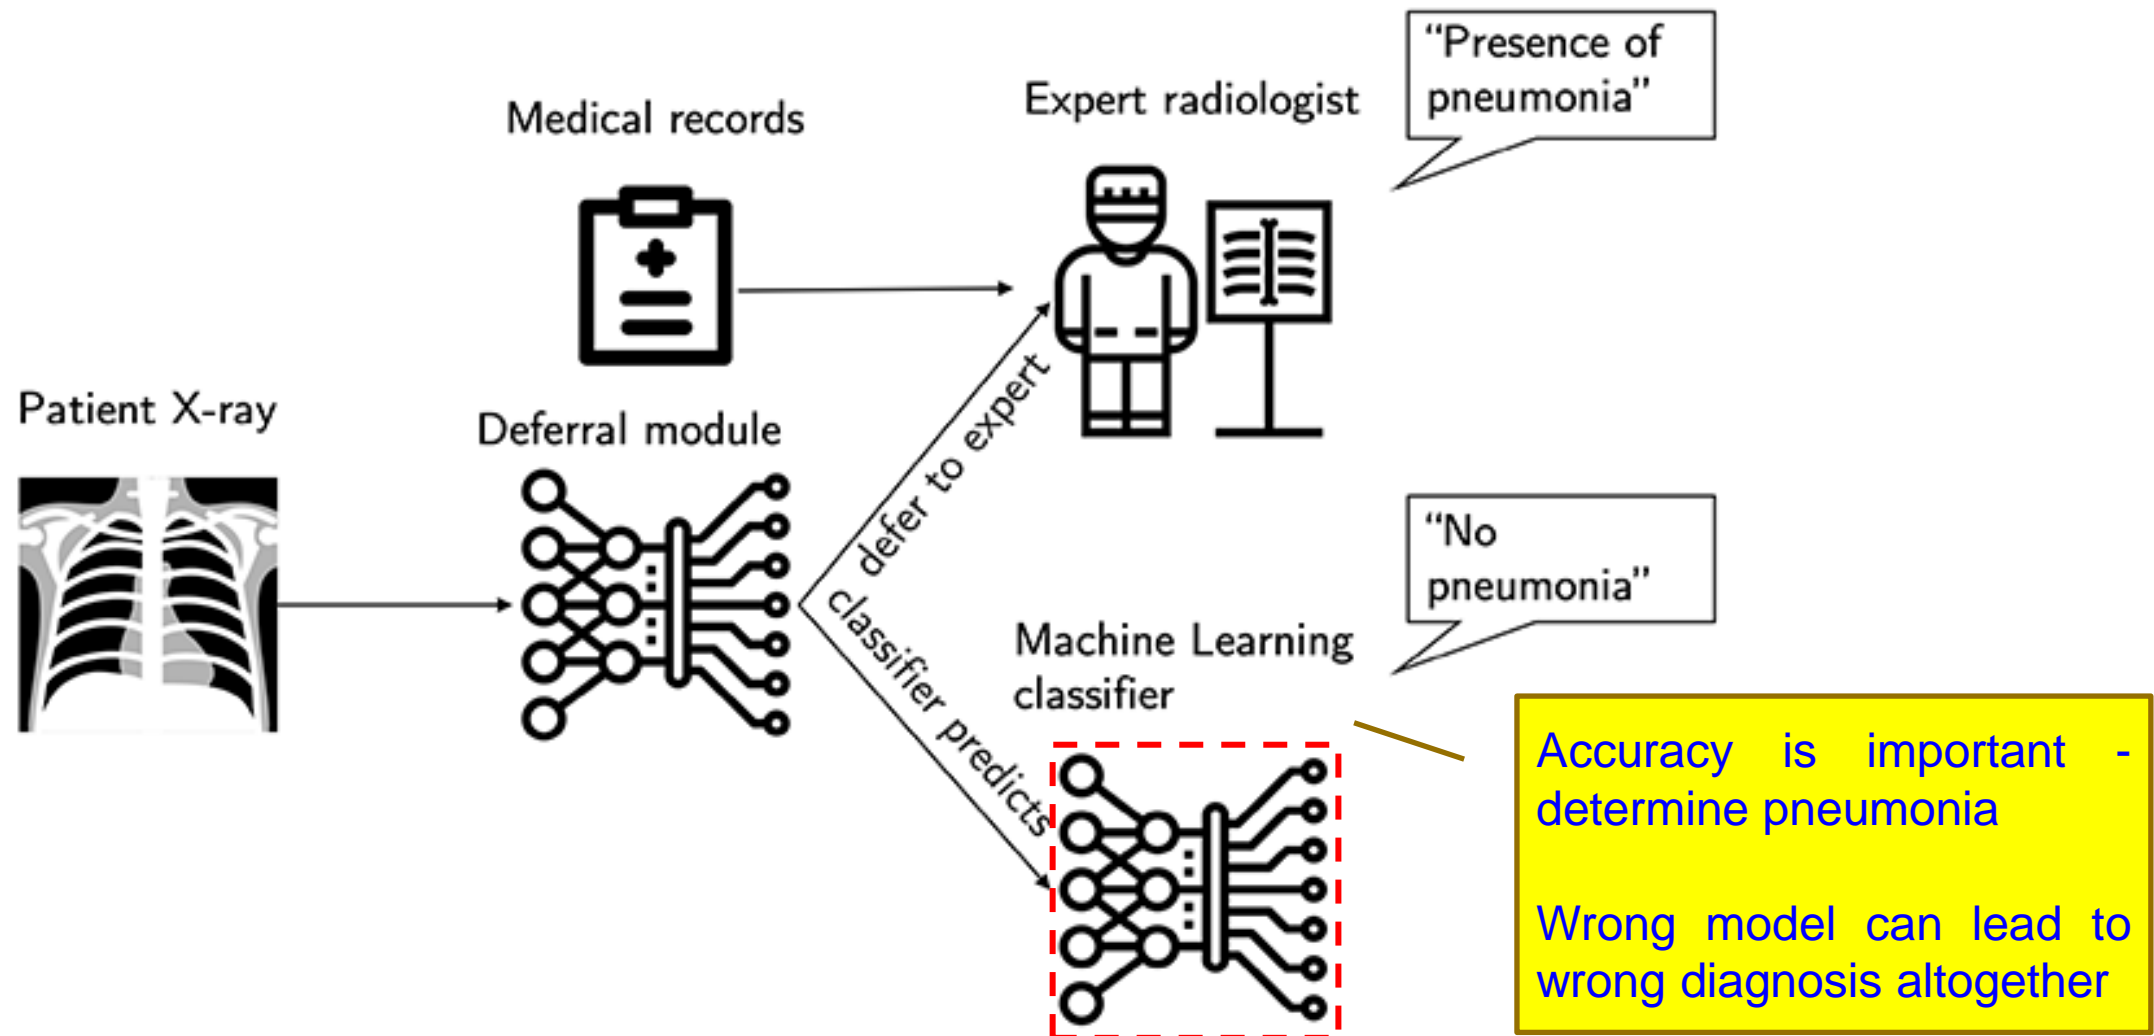 “Presence of
pneumonia”
Medical records
Expert radiologist
Patient X-ray
Deferral module
defer to expert
classifier predicts
“No
pneumonia”
Machine Learning
classifier
Accuracy is important -
determine pneumonia
Wrong model can lead to
wrong diagnosis altogether